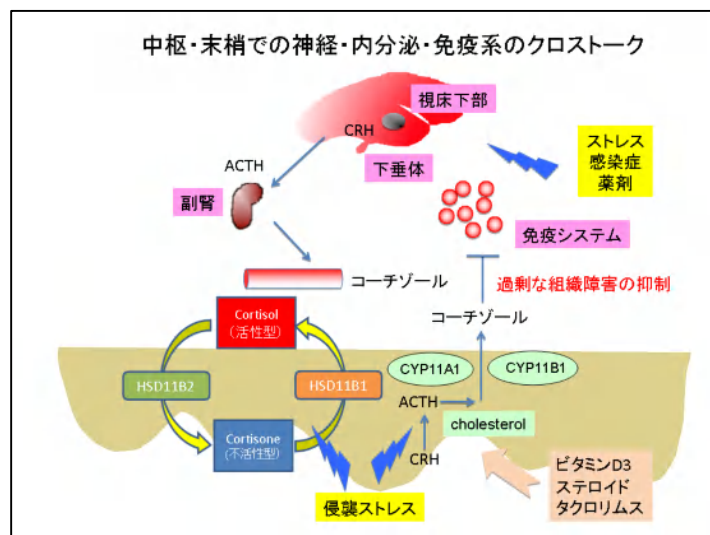 中枢・末梢での神経・内分泌・免疫系のクロストーク
視床下部
CRH
下垂体
ストレス
感染症
薬剤
ACTH
副腎
免疫システム
コーチゾール
過剰な組織障害の抑制
Cortisol
(活性型)
コーチゾール
HSD11B2
HSD11B1
CYP11A1
CYP11B1
ACTH
cholesterol
Cortisone
(不活性型)
CRH
侵襲ストレス
ビタミンD3
ステロイド
タクロリムス